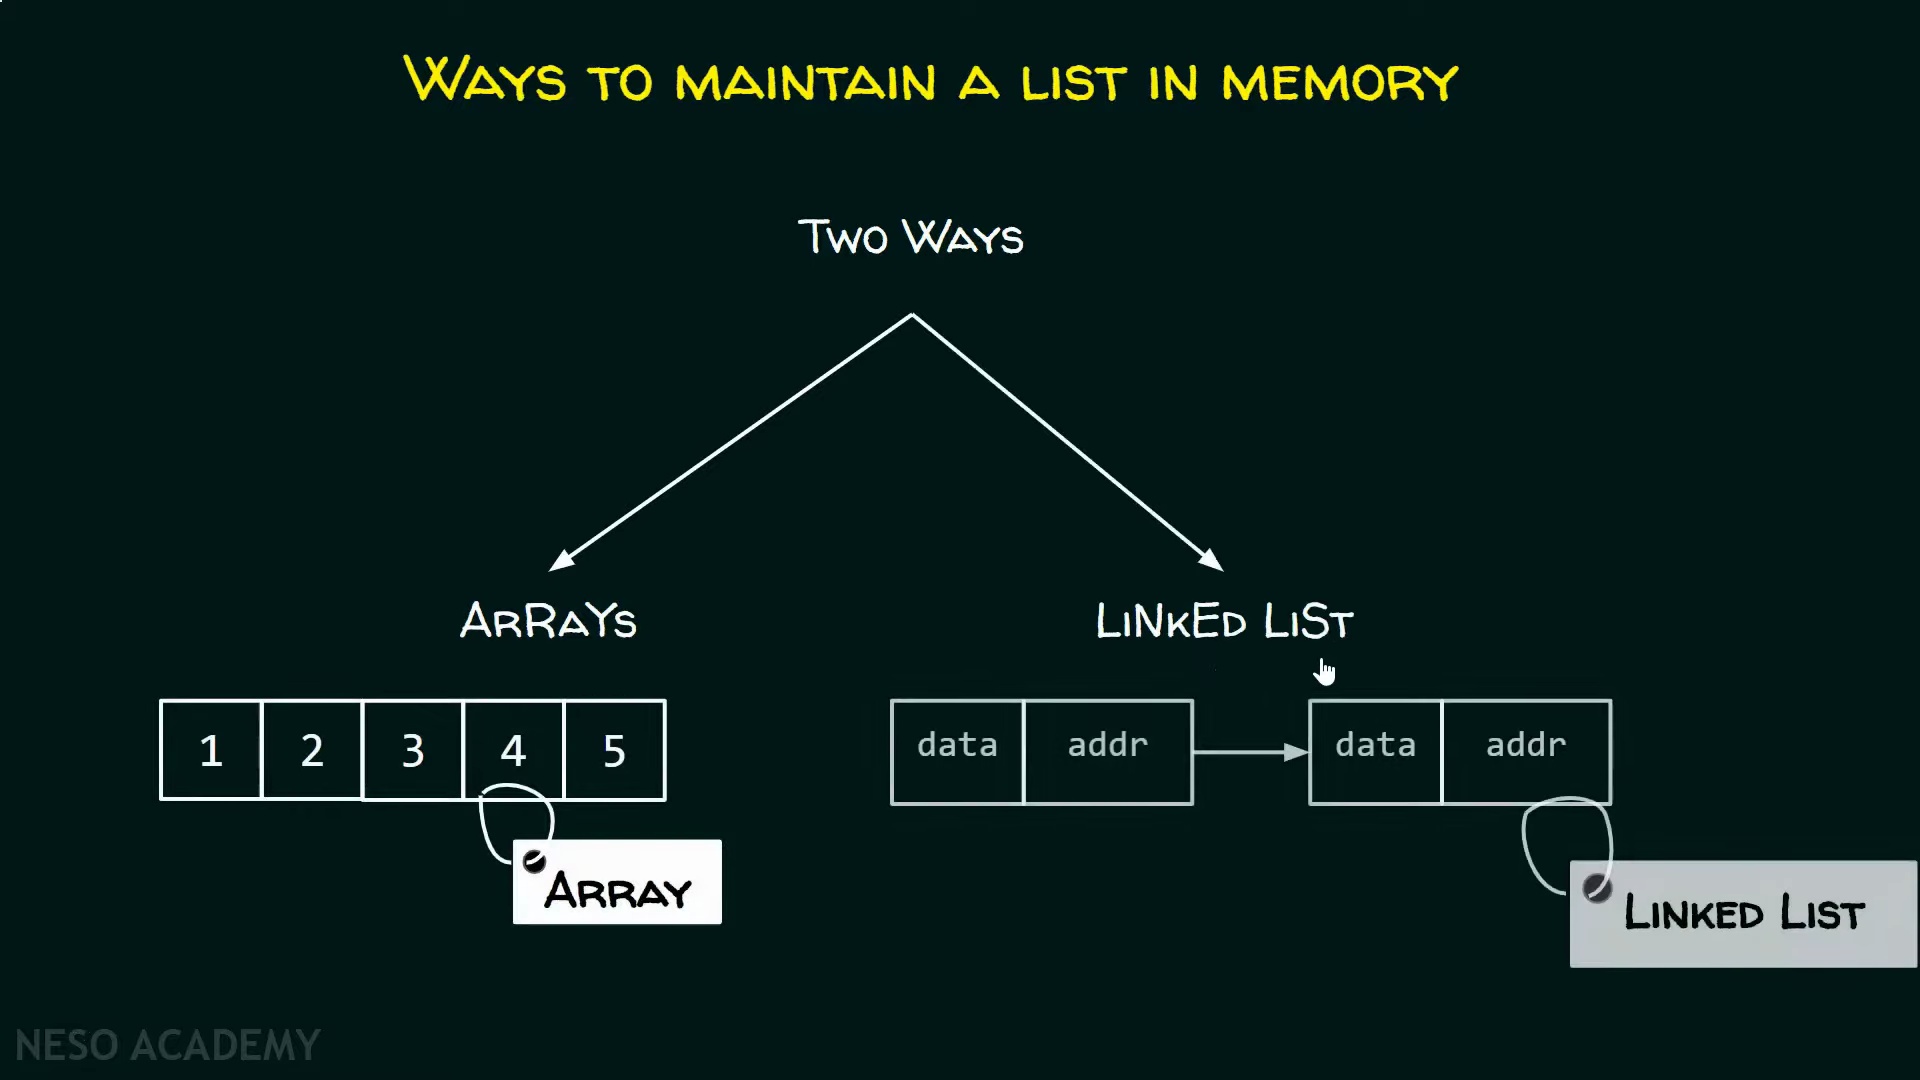 WAYS TO MAINTAIN A LIST IN MEMORY
TWO WAYS
ARRAYS
LINKED LIST
1 2 3 4 5
data addr data addr
ARRAY
LINKED LIST
NESO ACADEMY